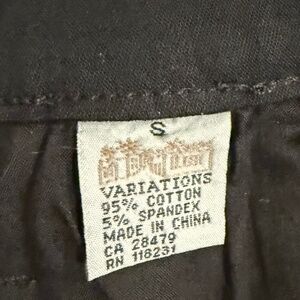 S
VARIATIONS
95% COTTON
5% SPANDEX
MADE IN CHINA
CA 28479
RN 118231